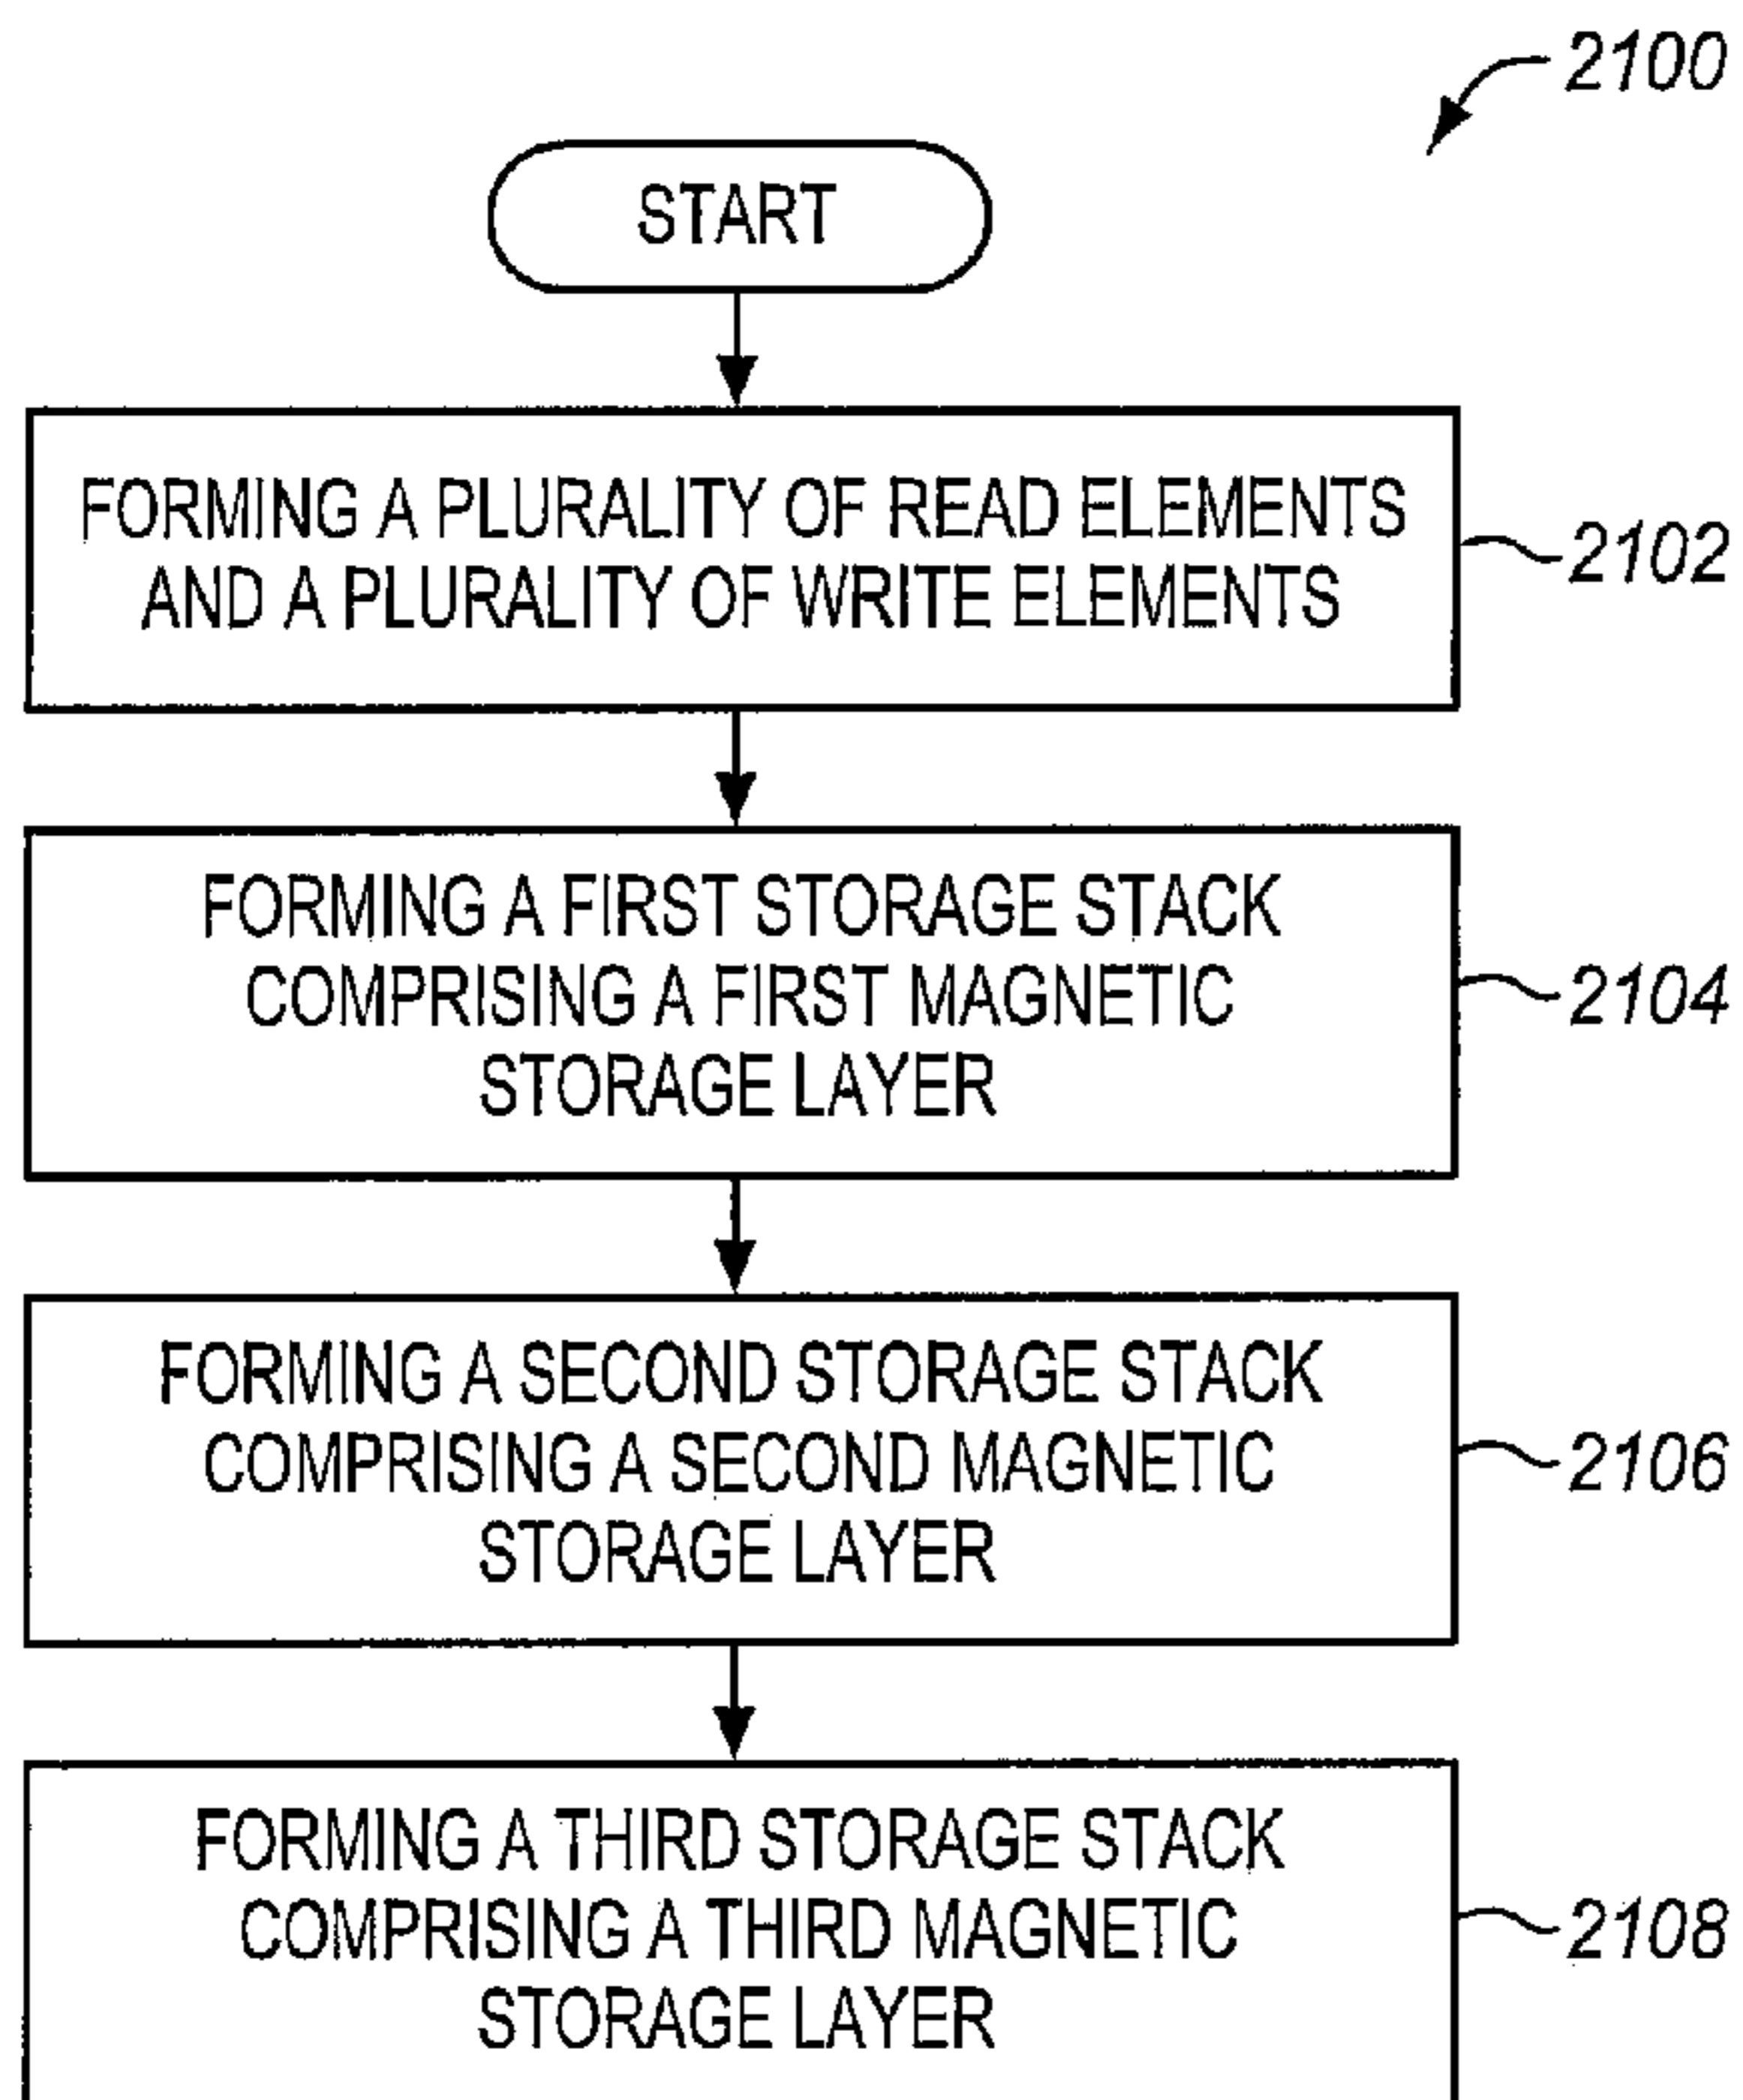 2100
START
FORMING A PLURALITY OF READ ELEMENTS
AND A PLURALITY OF WRITE ELEMENTS
2102
FORMING A FIRST STORAGE STACK
COMPRISING A FIRST MAGNETIC
STORAGE LAYER
2104
FORMING A SECOND STORAGE STACK
COMPRISING A SECOND MAGNETIC
STORAGE LAYER
2106
FORMING A THIRD STORAGE STACK
COMPRISING A THIRD MAGNETIC
STORAGE LAYER
2108